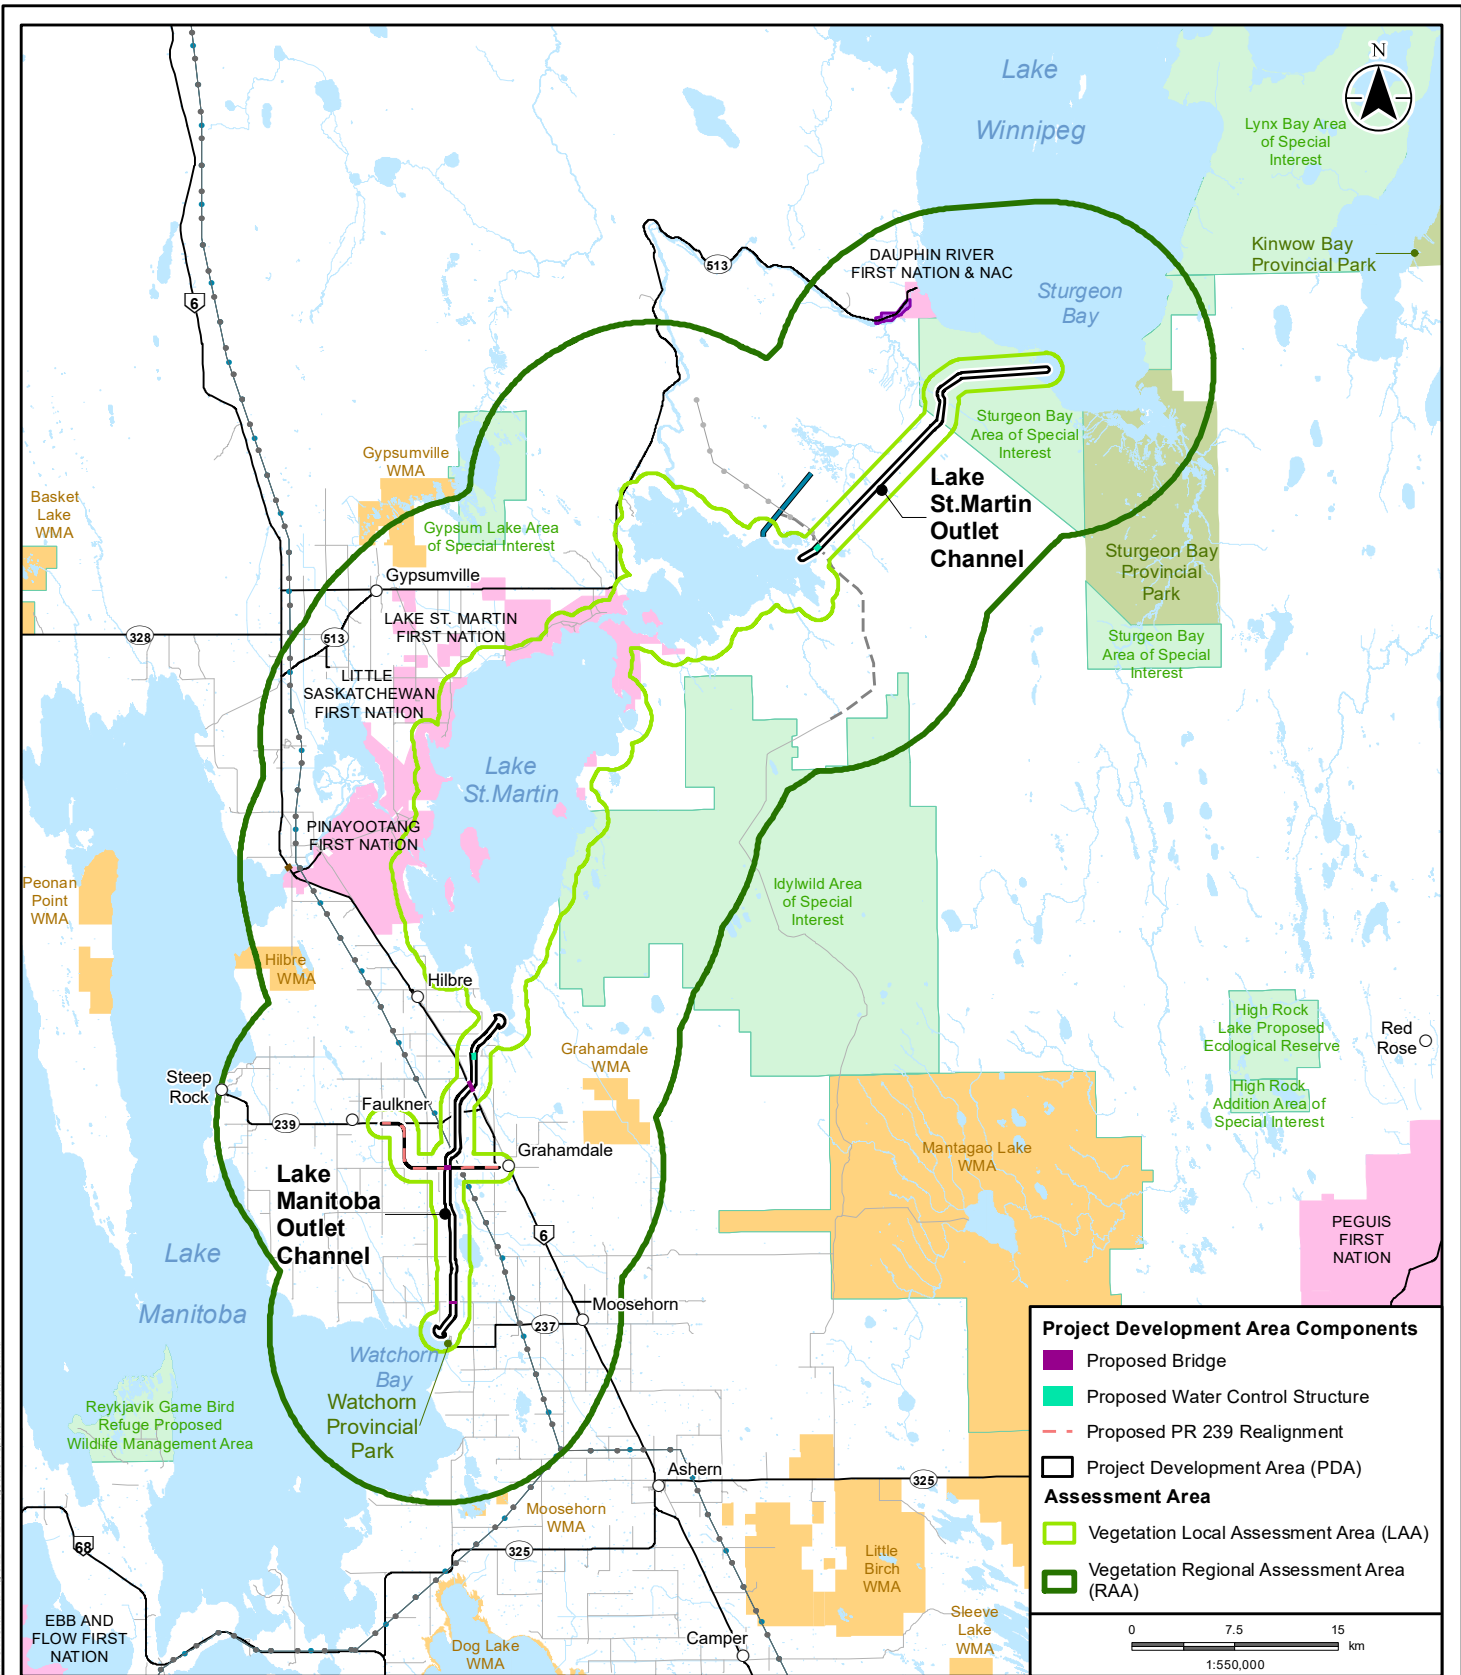 Lake
Winnipeg
N
Lynx Bay Area
of Special
Interest
Kinwow Bay
Provincial Park
DAUPHIN RIVER
FIRST NATION & NAC
513
6
Sturgeon
Bay
Sturgeon Bay
Area of Special
Interest
Gypsumville
WMA
Basket
Lake
WMA
Gypsum Lake Area
of Special Interest
Lake
St.Martin
Outlet
Channel
Sturgeon Bay
Provincial
Park
Gypsumville
LAKE ST. MARTIN
FIRST NATION
328
513
Sturgeon Bay
Area of Special
Interest
LITTLE
SASKATCHEWAN
FIRST NATION
Lake
St.Martin
PINAYOOTANG
FIRST NATION
Peonan
Point
WMA
Idylwild Area
of Special
Interest
Hilbre
WMA
Hilbre
High Rock
Lake Proposed
Ecological Reserve
Red
Rose
Grahamdale
WMA
Steep
Rock
Faulkner
High Rock
Addition Area of
Special Interest
239
Grahamdale
Mantagao Lake
WMA
Lake
Manitoba
Outlet
Channel
6
PEGUIS
FIRST
NATION
Lake
Manitoba
Moosehorn
237
Watchorn
Bay
Watchorn
Provincial
Park
Reykjavik Game Bird
Refuge Proposed
Wildlife Management Area
Ashern
325
Moosehorn
WMA
68
325
Little
Birch
WMA
EBB AND
FLOW FIRST
NATION
Dog Lake
WMA
Camper
Sleeve
Lake
WMA
Project Development Area Components
Proposed Bridge
Proposed Water Control Structure
Proposed PR 239 Realignment
Project Development Area (PDA)
Assessment Area
Vegetation Local Assessment Area (LAA)
Vegetation Regional Assessment Area
(RAA)
0 7.5 15
km
1:550,000